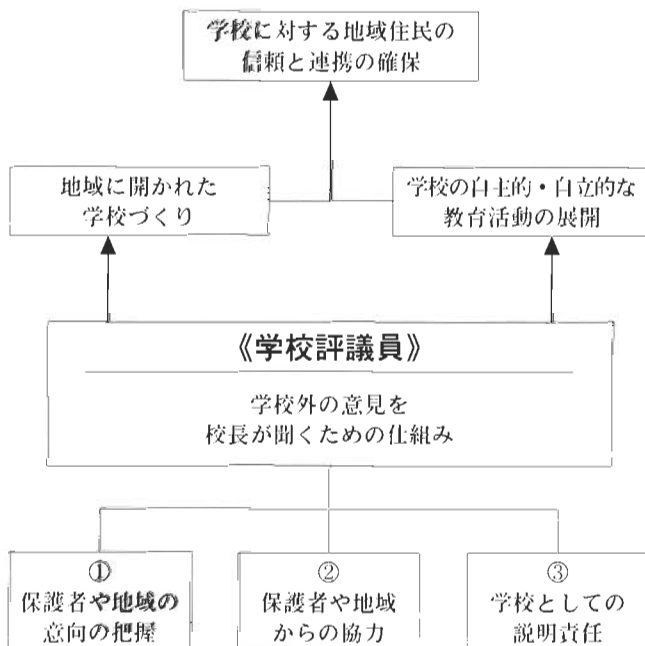 学校に対する地域住民の
信頼と連携の確保
地域に開かれた
学校づくり
学校の自主的・自立的な
教育活動の展開
《学校評議員》
学校外の意見を
校長が聞くための仕組み
①
保護者や地域の
意向の把握
②
保護者や地域
からの協力
③
学校としての
説明責任